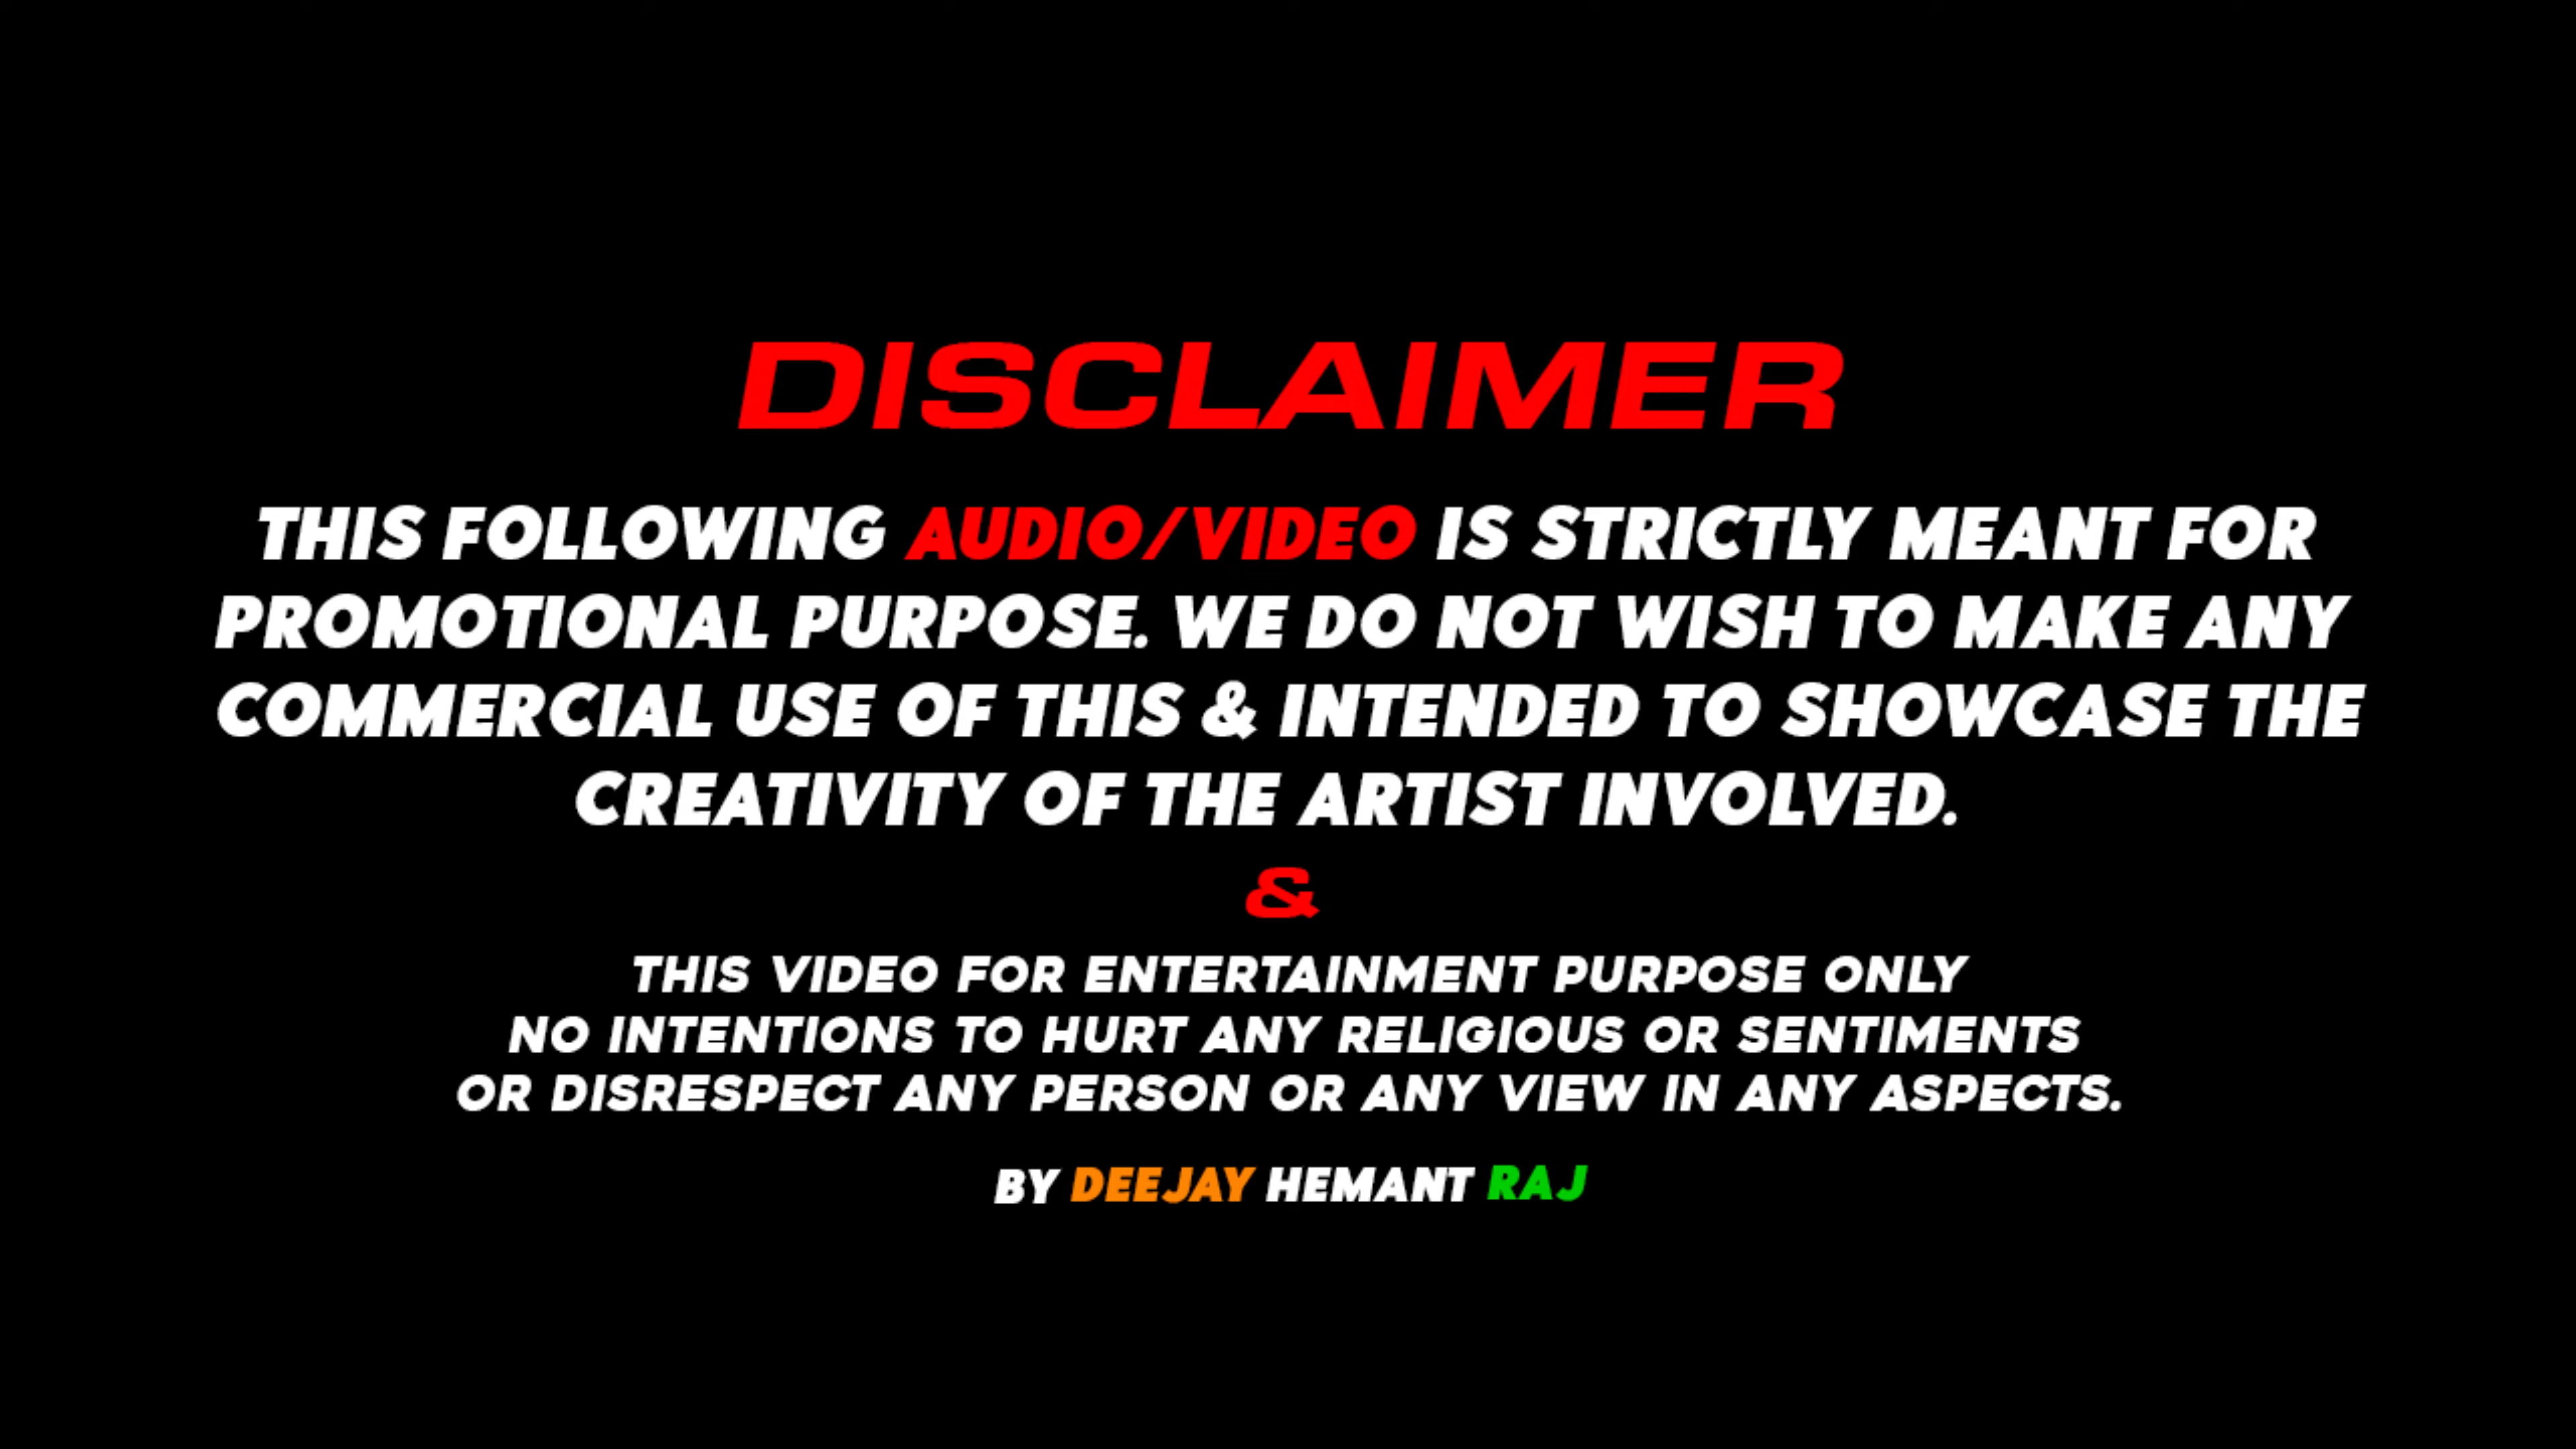 DISCLAIMER
THIS FOLLOWING AUDIO/VIDEO IS STRICTLY MEANT FOR
PROMOTIONAL PURPOSE. WE DO NOT WISH TO MAKE ANY
COMMERCIAL USE OF THIS & INTENDED TO SHOWCASE THE
CREATIVITY OF THE ARTIST INVOLVED.
&
THIS VIDEO FOR ENTERTAINMENT PURPOSE ONLY
NO INTENTIONS TO HURT ANY RELIGIOUS OR SENTIMENTS
OR DISRESPECT ANY PERSON OR ANY VIEW IN ANY ASPECTS.
BY DEEJAY HEMANT RAJ